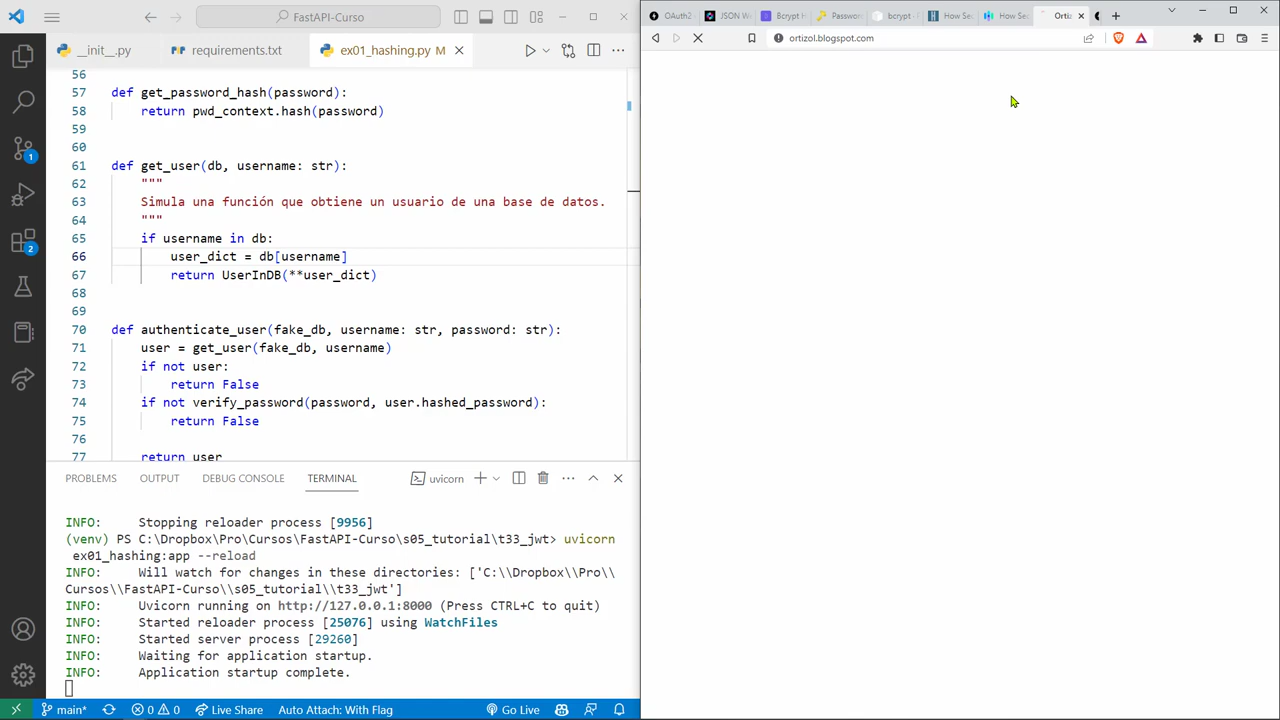 FastAPI-Curso
__init__.py
requirements.txt
ex01_hashing.py M
56
57 def get_password_hash(password):
58 return pwd_context.hash(password)
59
60
61 def get_user(db, username: str):
62 """
63 Simula una función que obtiene un usuario de una base de datos.
64 """
65 if username in db:
66 user_dict = db[username]
67 return UserInDB(**user_dict)
68
69
70 def authenticate_user(fake_db, username: str, password: str):
71 user = get_user(fake_db, username)
72 if not user:
73 return False
74 if not verify_password(password, user.hashed_password):
75 return False
76
77 return user
1
2
PROBLEMS OUTPUT DEBUG CONSOLE TERMINAL uvicorn
INFO: Stopping reloader process [9956]
(venv) PS C:\Dropbox\Pro\Cursos\FastAPI-Curso\s05_tutorial\t33_jwt> uvicorn
ex01_hashing:app --reload
INFO: Will watch for changes in these directories: ['C:\\Dropbox\\Pro\\
Cursos\\FastAPI-Curso\\s05_tutorial\\t33_jwt']
INFO: Uvicorn running on http://127.0.0.1:8000 (Press CTRL+C to quit)
INFO: Started reloader process [25076] using WatchFiles
INFO: Started server process [29260]
INFO: Waiting for application startup.
INFO: Application startup complete.
main* 0 0 Live Share Auto Attach: With Flag Go Live
OAuth2 JSON We Bcrypt H Passwor bcrypt - How Sec How Sec Ortizo
ortizol.blogspot.com